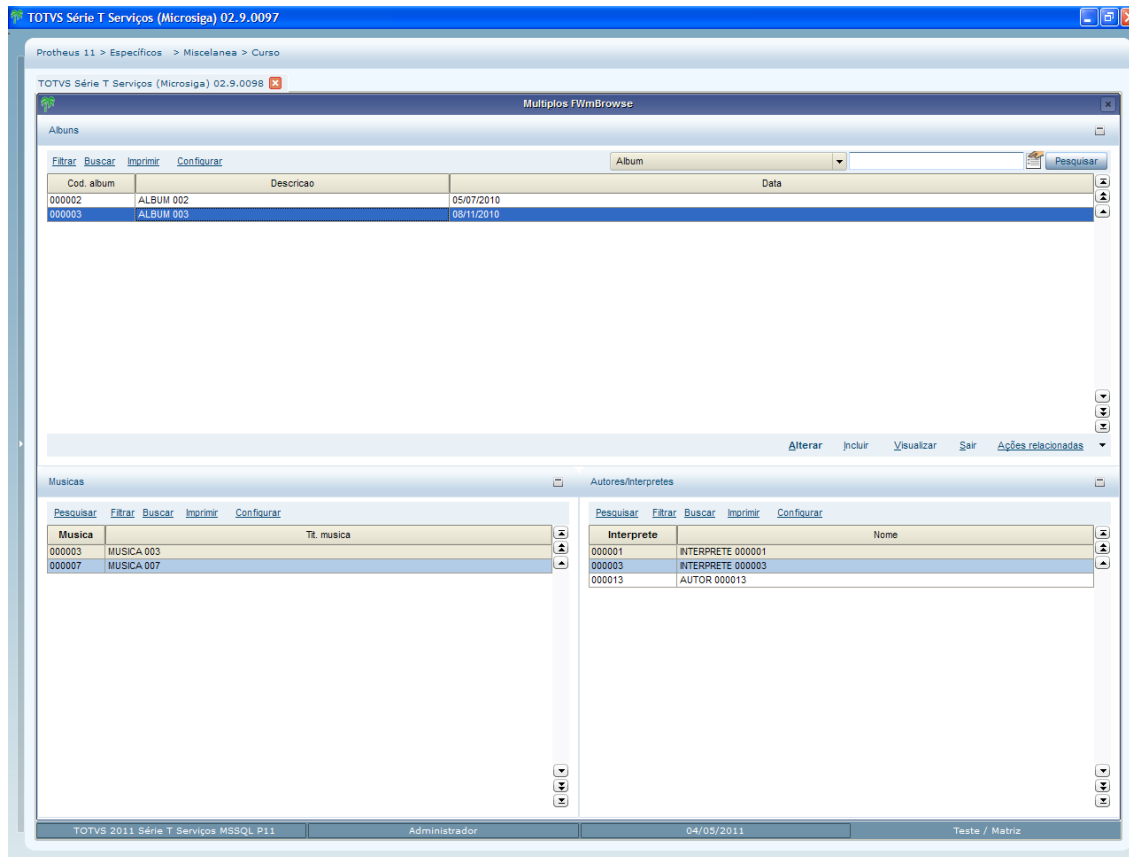 TOTVS Série T Serviços (Microsiga) 02.9.0097
Protheus 11 > Específicos > Miscelanea > Curso
TOTVS Série T Serviços (Microsiga) 02.9.0098
Multiplos FWmBrowse
Albuns
Filtrar Buscar Imprimir Configurar Album Pesquisar
Cod. album Descricao Data
000002 ALBUM 002 05/07/2010
000003 ALBUM 003 08/11/2010
Alterar Incluir Visualizar Sair Ações relacionadas
Musicas
Pesquisar Filtrar Buscar Imprimir Configurar
Musica Tit. musica
000003 MUSICA 003
000007 MUSICA 007
Autores/Interpretes
Pesquisar Filtrar Buscar Imprimir Configurar
Interprete Nome
000001 INTERPRETE 000001
000003 INTERPRETE 000003
000013 AUTOR 000013
TOTVS 2011 Série T Serviços MSSQL P11 Administrador 04/05/2011 Teste / Matriz